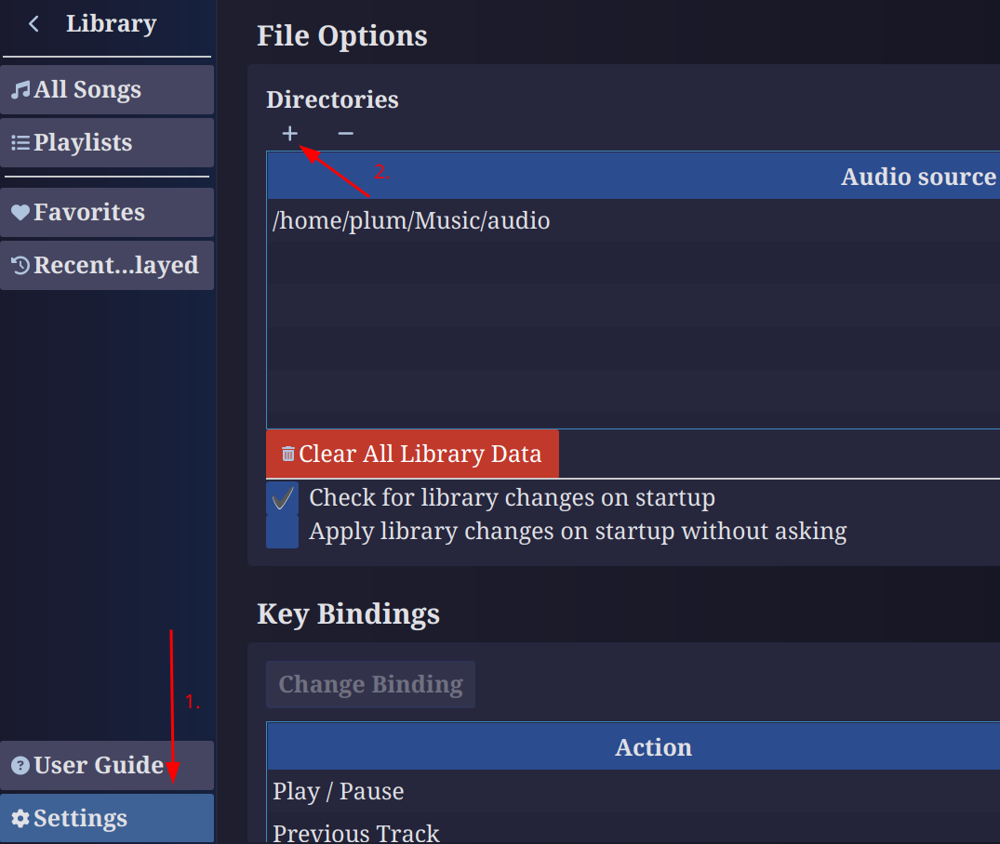 Library
All Songs
Playlists
Favorites
Recent...layed
User Guide
Settings
1.
File Options
Directories
+ −
2.
Audio source
/home/plum/Music/audio
Clear All Library Data
Check for library changes on startup
Apply library changes on startup without asking
Key Bindings
Change Binding
Action
Play / Pause
Previous Track